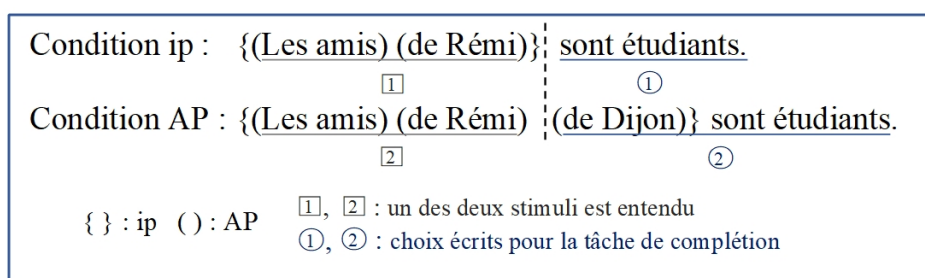 Condition ip : {(Les amis) (de Rémi)} sont étudiants.
1 ①
Condition AP : {(Les amis) (de Rémi) (de Dijon)} sont étudiants.
2 ②
{ } : ip ( ) : AP
1, 2 : un des deux stimuli est entendu
①, ② : choix écrits pour la tâche de complétion